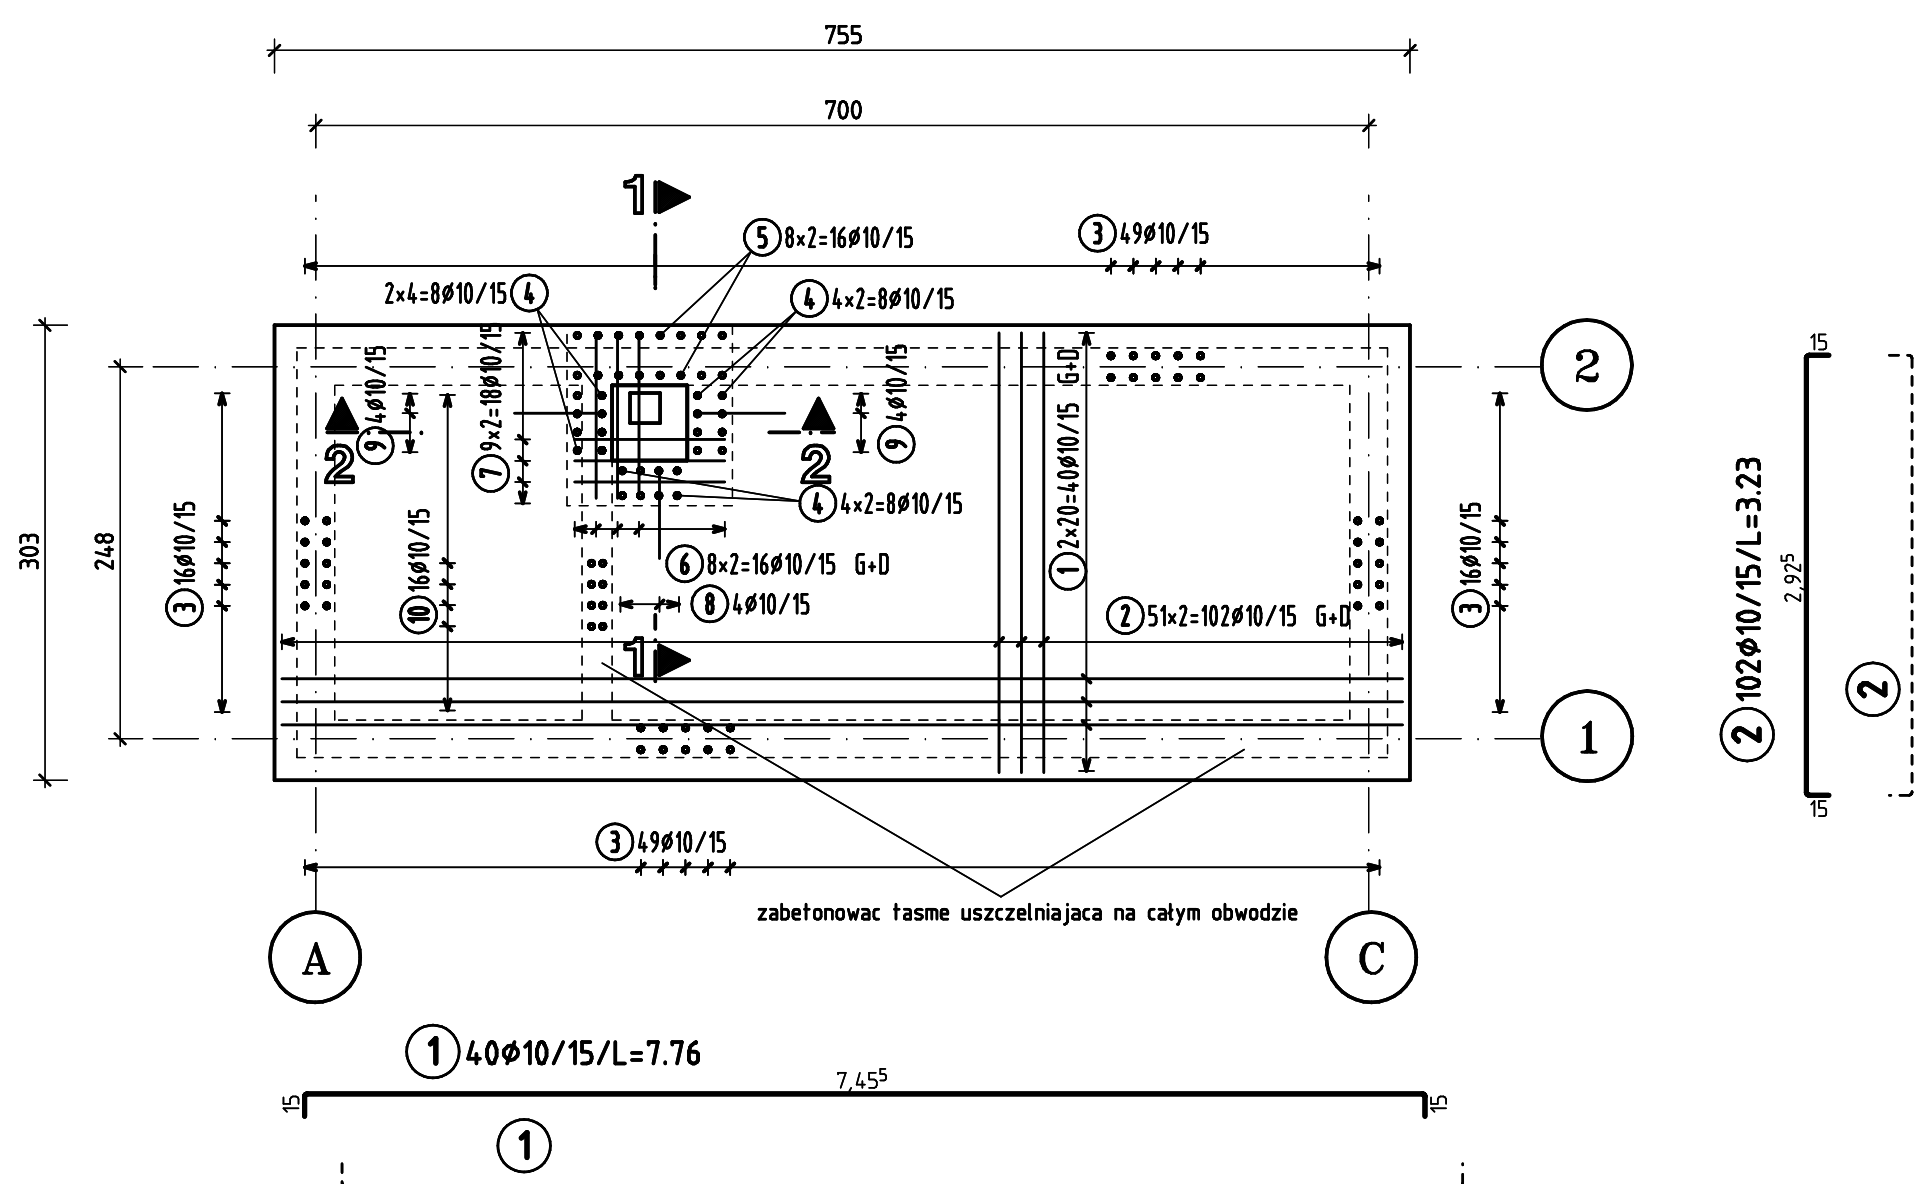 755
700
1
5 8×2=16Ø10/15
3 49Ø10/15
2×4=8Ø10/15 4
4 4×2=8Ø10/15
303
248
3 16Ø10/15
9 4Ø10/15
2
10 16Ø10/15
7 9×2=18Ø10/15
9 4Ø10/15
2
4 4×2=8Ø10/15
6 8×2=16Ø10/15 G+D
8 4Ø10/15
1
1 2×20=40Ø10/15 G+D
2 51×2=102Ø10/15 G+D
3 16Ø10/15
2
1
2 102Ø10/15/L=3.23
15
2,92⁵
15
2
3 49Ø10/15
zabetonowac tasme uszczelniajaca na całym obwodzie
A
C
1 40Ø10/15/L=7.76
15
7,45⁵
15
1